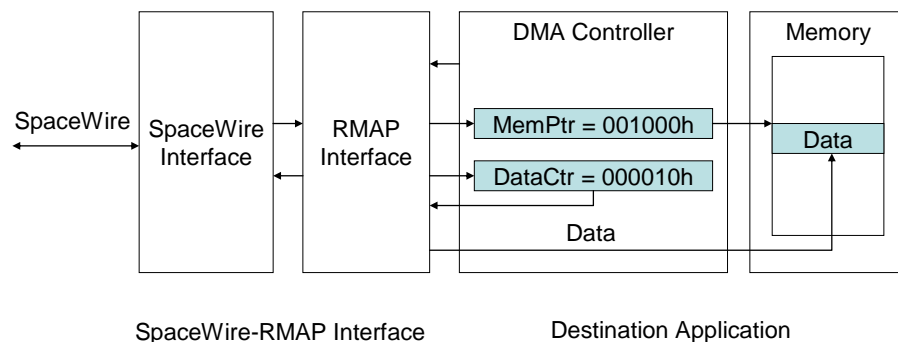 DMA Controller
Memory
SpaceWire
SpaceWire
Interface
RMAP
Interface
MemPtr = 001000h
Data
DataCtr = 000010h
Data
SpaceWire-RMAP Interface
Destination Application